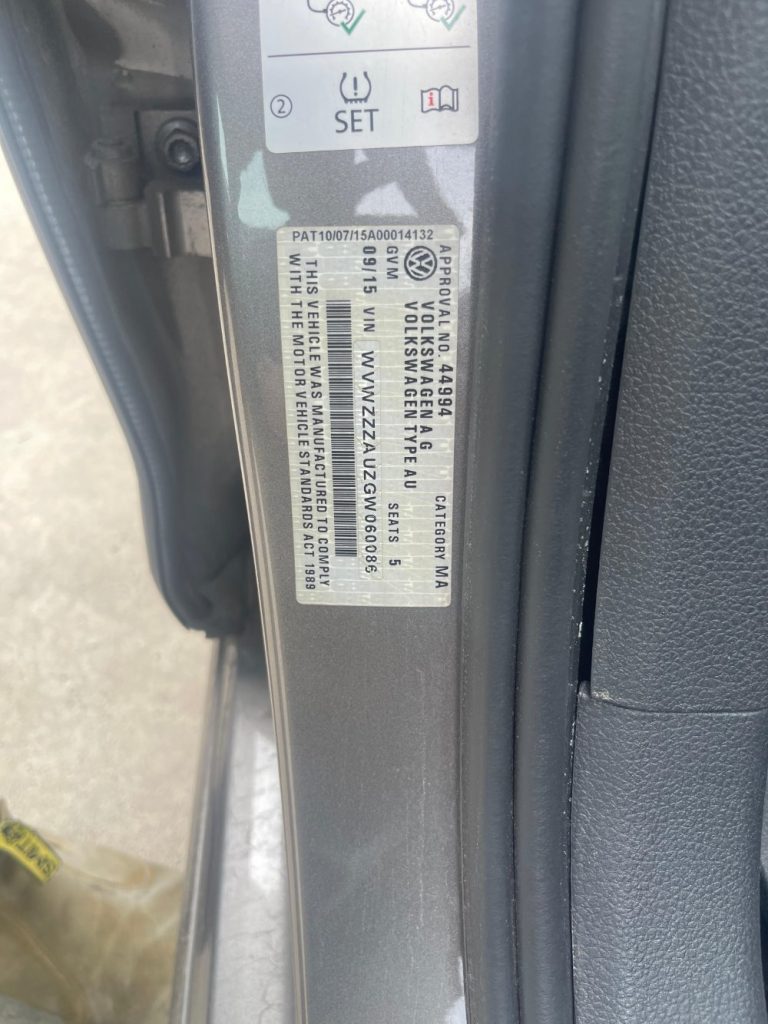 2
SET
i
PAT10/07/15A00014132
APPROVAL NO. 44994 CATEGORY MA
VOLKSWAGEN A G
VOLKSWAGEN TYPE AU
GVM SEATS 5
09/15 VIN WVWZZZAUZGW060086
THIS VEHICLE WAS MANUFACTURED TO COMPLY
WITH THE MOTOR VEHICLE STANDARDS ACT 1989